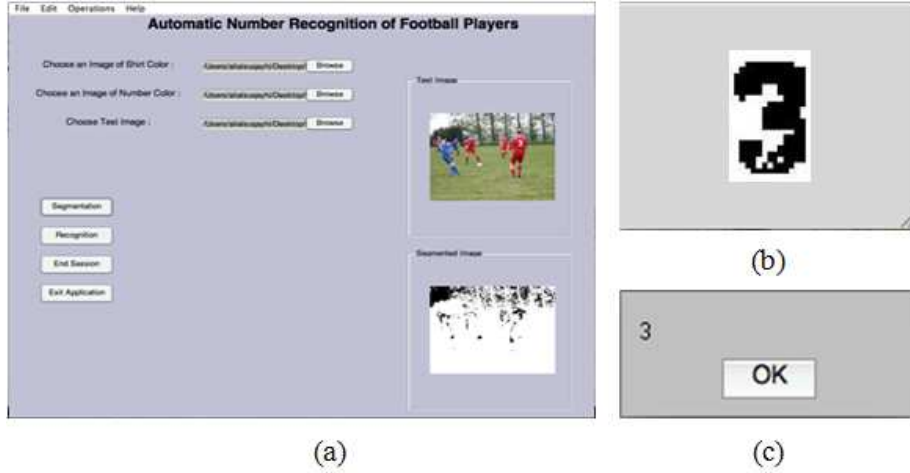 File Edit Operations Help
Automatic Number Recognition of Football Players
Choose an Image of Shirt Color : Browse
Choose an Image of Number Color : Browse
Choose Test Image : Browse
Test Image
Segmentation
Recognition
End Session
Exit Application
Segmented Image
3
(b)
3
OK
(a)
(c)